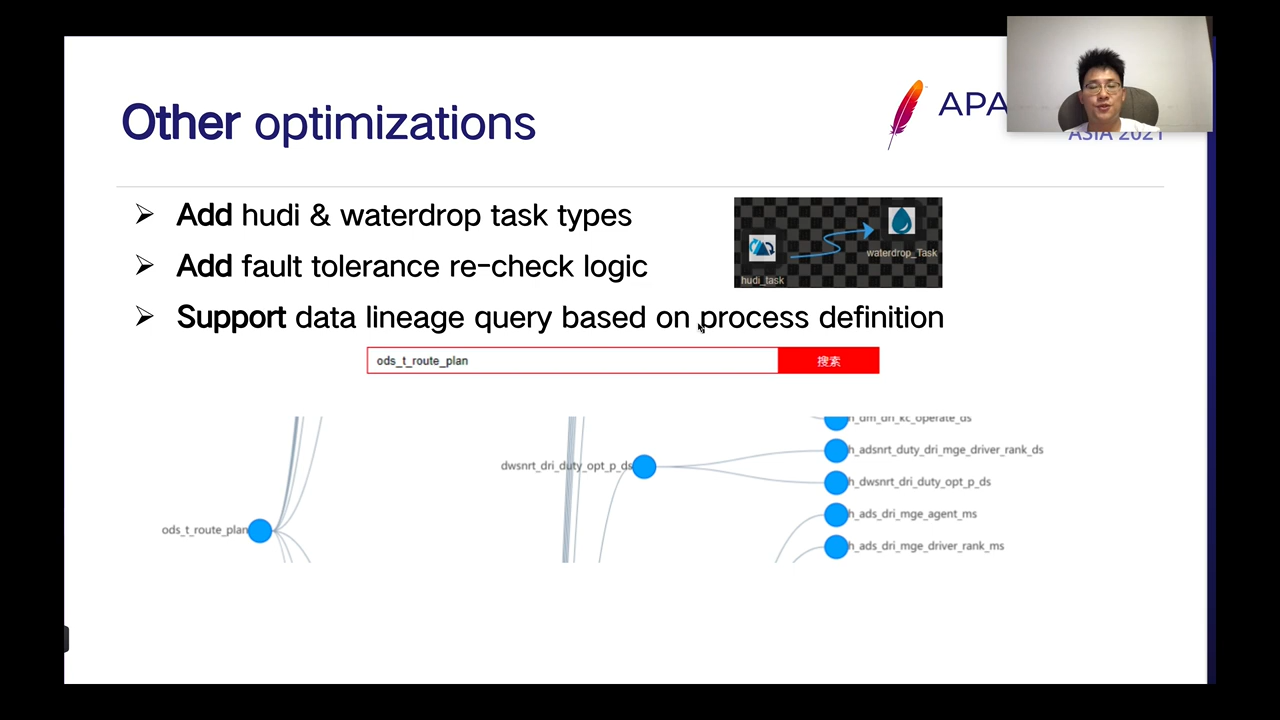 Other optimizations
APA
ASIA 2021
Add hudi & waterdrop task types
Add fault tolerance re-check logic
Support data lineage query based on process definition
waterdrop_Task
hudi_task
ods_t_route_plan
搜索
h_dm_dri_kc_operate_ds
h_adsnrt_duty_dri_mge_driver_rank_ds
dwsnrt_dri_duty_opt_p_ds
h_dwsnrt_dri_duty_opt_p_ds
h_ads_dri_mge_agent_ms
ods_t_route_plan
h_ads_dri_mge_driver_rank_ms